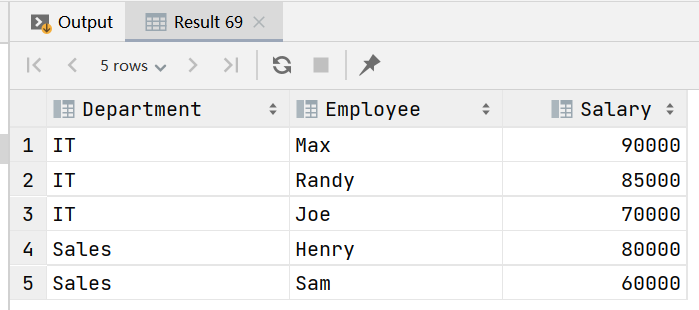 Output Result 69
5 rows
Department Employee Salary
1 IT Max 90000
2 IT Randy 85000
3 IT Joe 70000
4 Sales Henry 80000
5 Sales Sam 60000